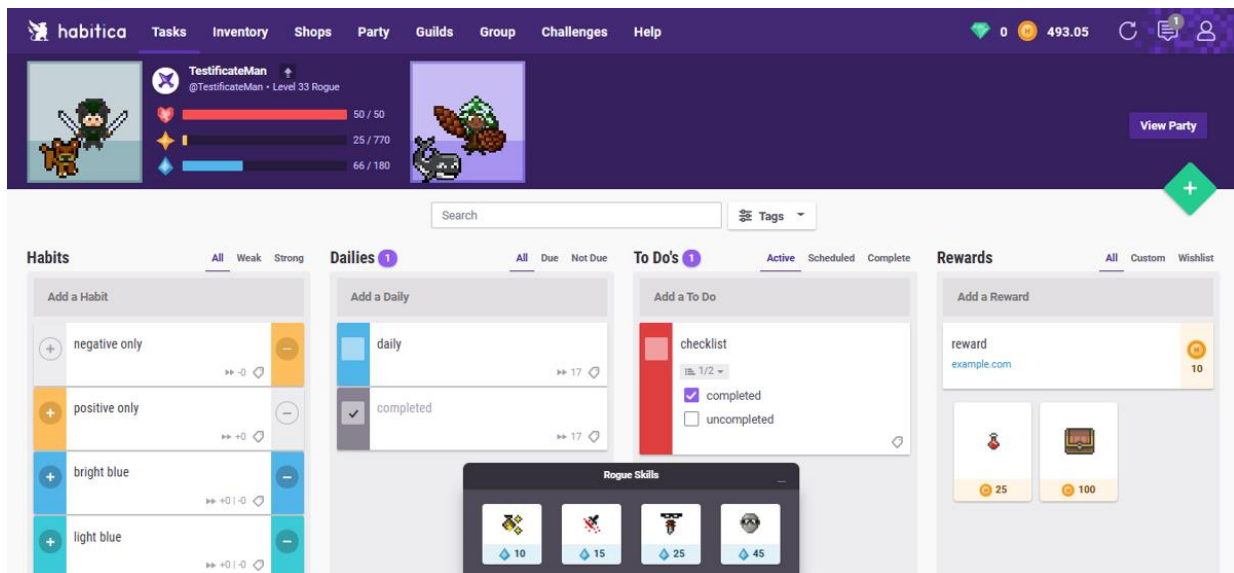 habitica Tasks Inventory Shops Party Guilds Group Challenges Help 0 493.05 1
TestificateMan
@TestificateMan • Level 33 Rogue
50 / 50
25 / 770
66 / 180
View Party
Search
Tags
Habits All Weak Strong
Add a Habit
negative only
-0
positive only
+0
bright blue
+0 | -0
light blue
+0 | -0
Dailies 1 All Due Not Due
Add a Daily
daily
17
completed
17
To Do's 1 Active Scheduled Complete
Add a To Do
checklist
1/2
completed
uncompleted
Rewards All Custom Wishlist
Add a Reward
reward
example.com
10
25
100
Rogue Skills
10
15
25
45